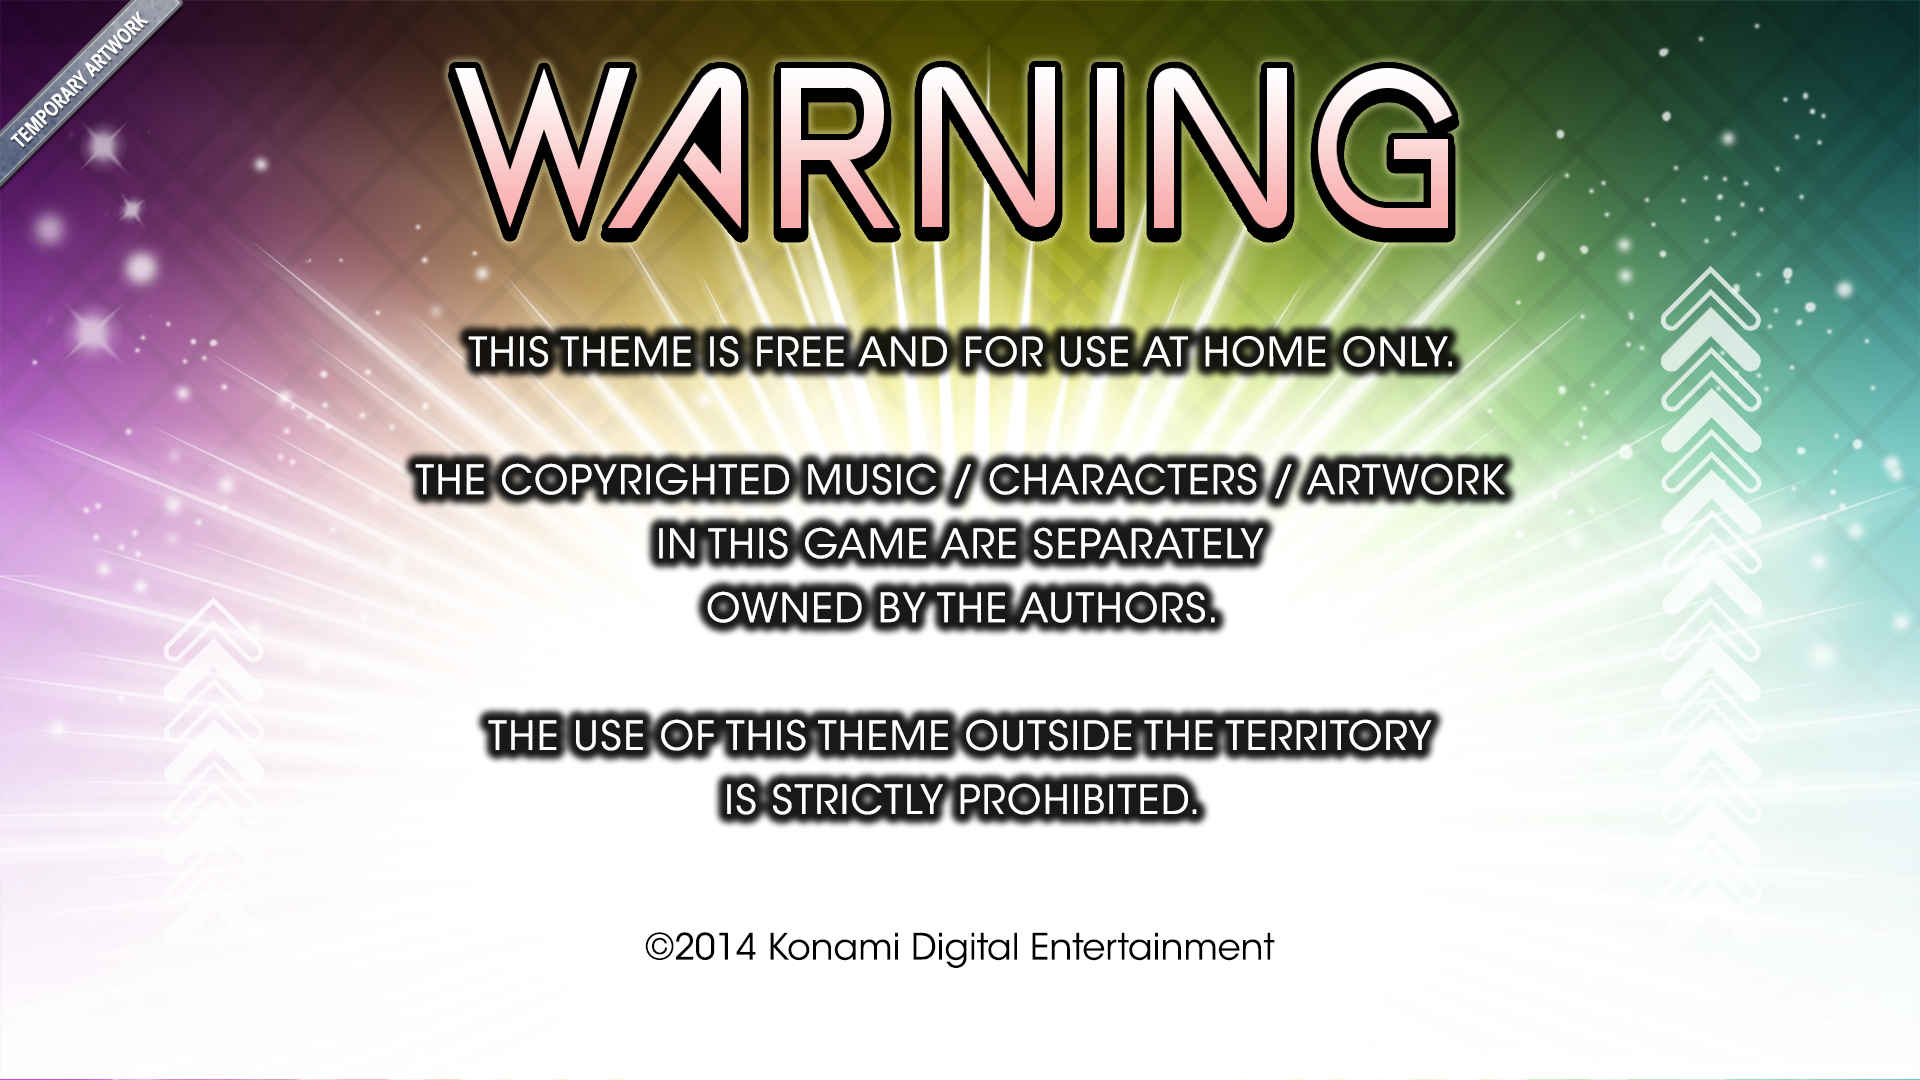 TEMPORARY ARTWORK
WARNING
THIS THEME IS FREE AND FOR USE AT HOME ONLY.
THE COPYRIGHTED MUSIC / CHARACTERS / ARTWORK
IN THIS GAME ARE SEPARATELY
OWNED BY THE AUTHORS.
THE USE OF THIS THEME OUTSIDE THE TERRITORY
IS STRICTLY PROHIBITED.
©2014 Konami Digital Entertainment